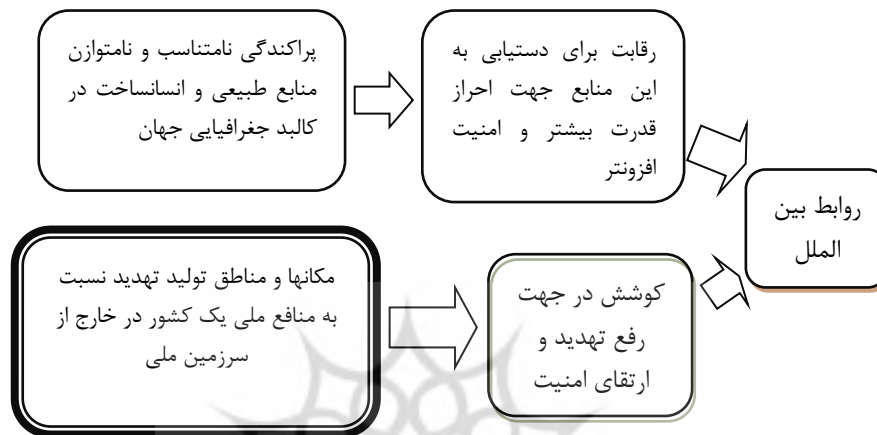 پراکندگی نامتناسب و نامتوازن
منابع طبیعی و انسانساخت در
کالبد جغرافیایی جهان
رقابت برای دستیابی به
این منابع جهت احراز
قدرت بیشتر و امنیت
افزونتر
روابط بین
الملل
مکانها و مناطق تولید تهدید نسبت
به منافع ملی یک کشور در خارج از
سرزمین ملی
کوشش در جهت
رفع تهدید و
ارتقای امنیت